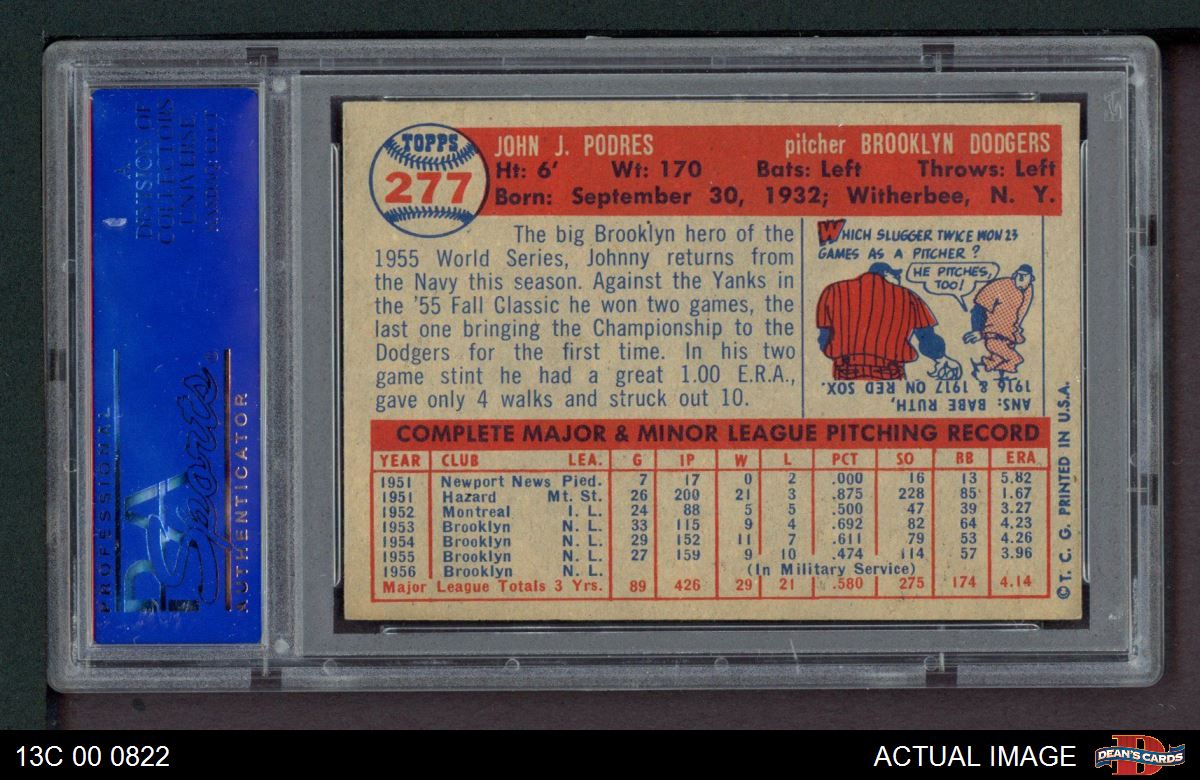 A
DIVISION OF
COLLECTORS
UNIVERSE
NASDAQ: CLCT
PSA
Sports
PROFESSIONAL
AUTHENTICATOR
TOPPS
277
JOHN J. PODRES pitcher BROOKLYN DODGERS
Ht: 6' Wt: 170 Bats: Left Throws: Left
Born: September 30, 1932; Witherbee, N. Y.
The big Brooklyn hero of the
1955 World Series, Johnny returns from
the Navy this season. Against the Yanks in
the '55 Fall Classic he won two games, the
last one bringing the Championship to the
Dodgers for the first time. In his two
game stint he had a great 1.00 E.R.A.,
gave only 4 walks and struck out 10.
WHICH SLUGGER TWICE WON 23
GAMES AS A PITCHER?
HE PITCHES,
TOO!
ANS: BABE RUTH,
1916 & 1917 ON RED SOX.
COMPLETE MAJOR & MINOR LEAGUE PITCHING RECORD
YEAR CLUB LEA. G IP W L PCT SO BB ERA
1951 Newport News Pied. 7 17 0 2 .000 16 13 5.82
1951 Hazard Mt. St. 26 200 21 3 .875 228 85 1.67
1952 Montreal I. L. 24 88 5 5 .500 47 39 3.27
1953 Brooklyn N. L. 33 115 9 4 .692 82 64 4.23
1954 Brooklyn N. L. 29 152 11 7 .611 79 53 4.26
1955 Brooklyn N. L. 27 159 9 10 .474 114 57 3.96
1956 Brooklyn N. L. (In Military Service)
Major League Totals 3 Yrs. 89 426 29 21 .580 275 174 4.14
© T. C. G. PRINTED IN U.S.A.
13C 00 0822
ACTUAL IMAGE
DEAN'S CARDS